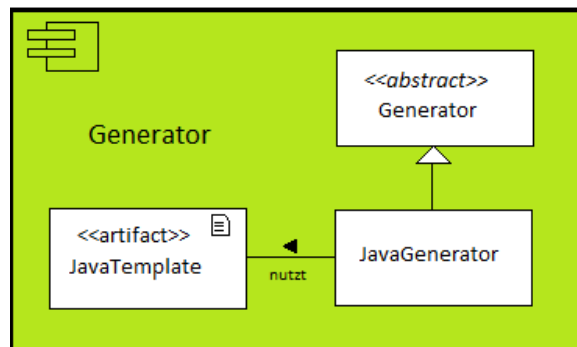 <<abstract>>
Generator
Generator
<<artifact>>
JavaTemplate
nutzt
JavaGenerator